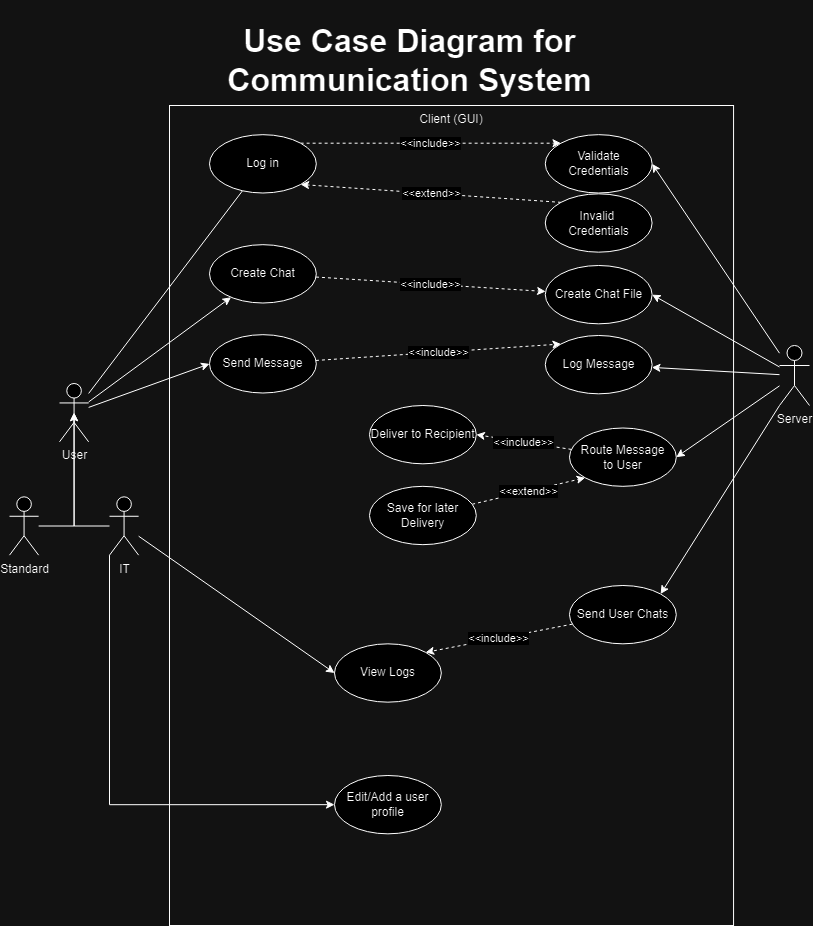 Use Case Diagram for
Communication System
Client (GUI)
Log in
<<include>>
Validate
Credentials
<<extend>>
Invalid
Credentials
Create Chat
<<include>>
Create Chat File
Send Message
<<include>>
Log Message
User
Server
Deliver to Recipient
<<include>>
Route Message
to User
Save for later
Delivery
<<extend>>
Standard
IT
Send User Chats
<<include>>
View Logs
Edit/Add a user
profile